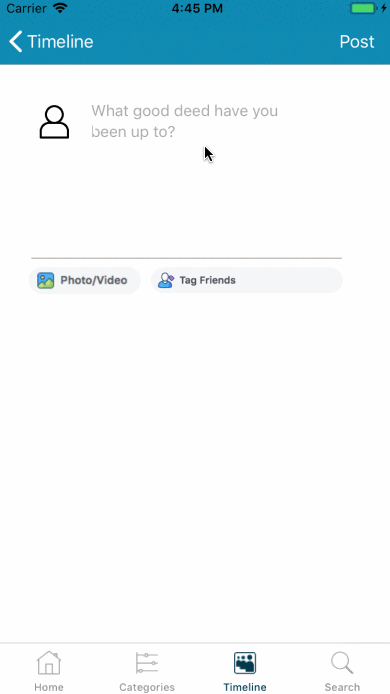 Carrier 4:45 PM
Timeline Post
What good deed have you
been up to?
Photo/Video Tag Friends
Home Categories Timeline Search